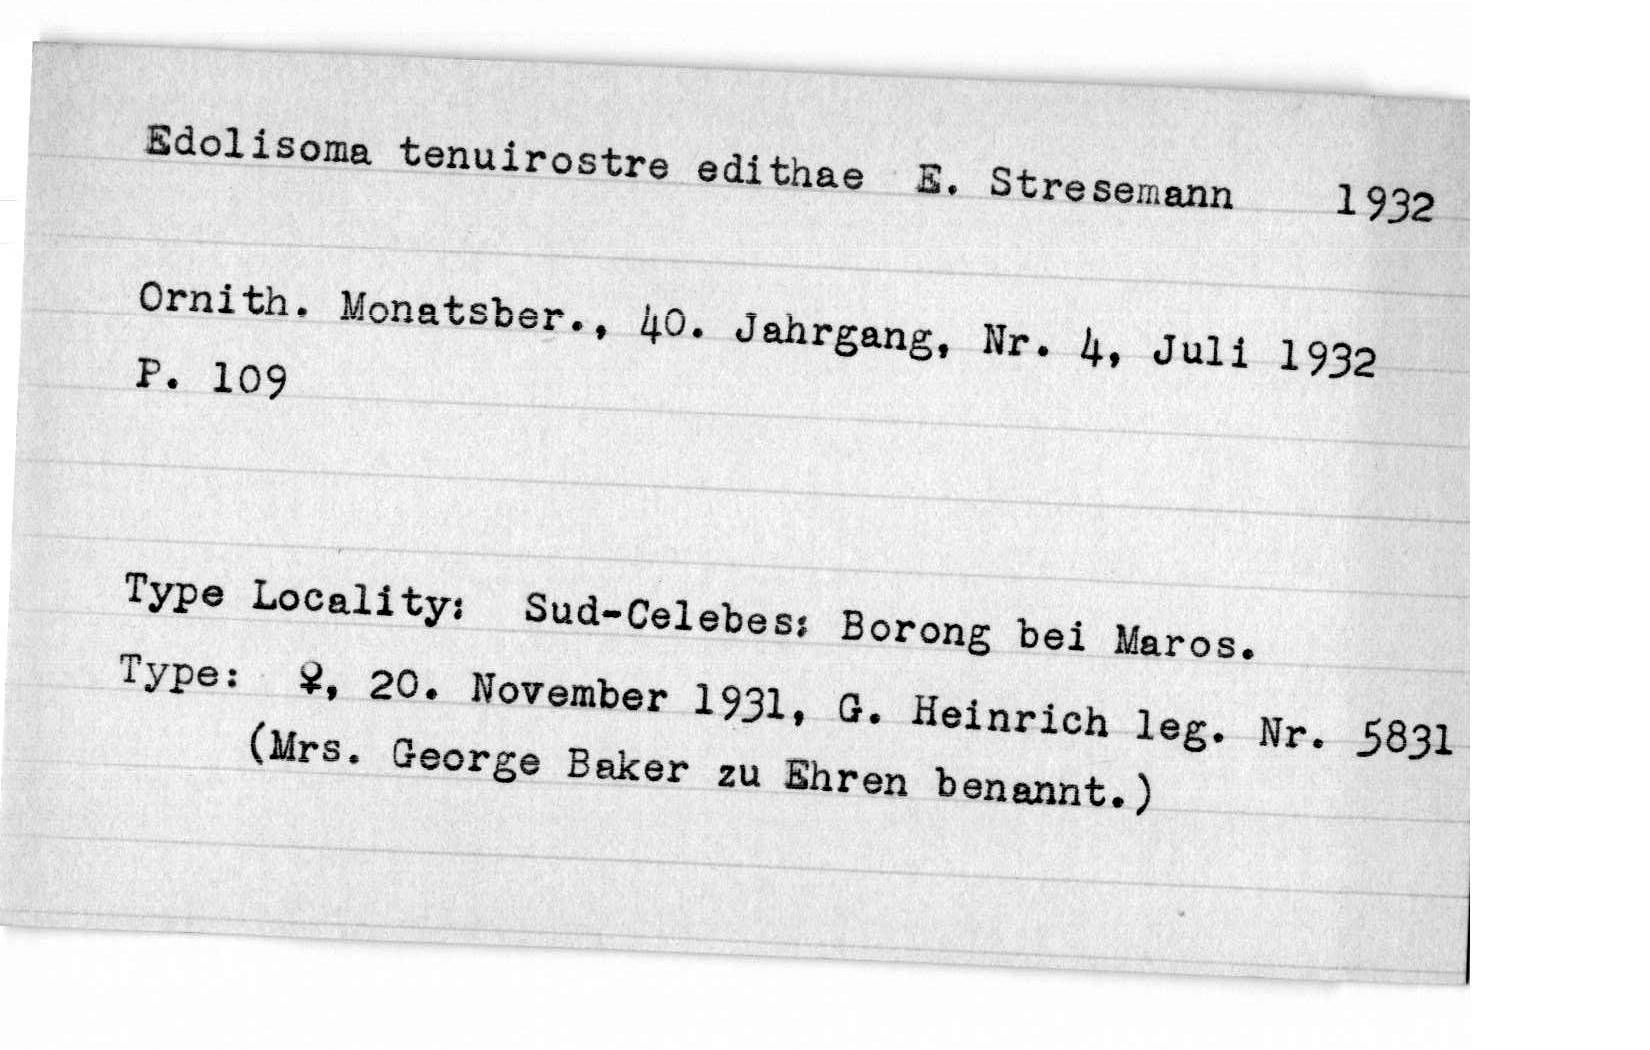 Edolisoma tenuirostre edithae E. Stresemann 1932
Ornith. Monatsber., 40. Jahrgang, Nr. 4, Juli 1932
P. 109
Type Locality: Sud-Celebes: Borong bei Maros.
Type: ♀, 20. November 1931, G. Heinrich leg. Nr. 5831
(Mrs. George Baker zu Ehren benannt.)